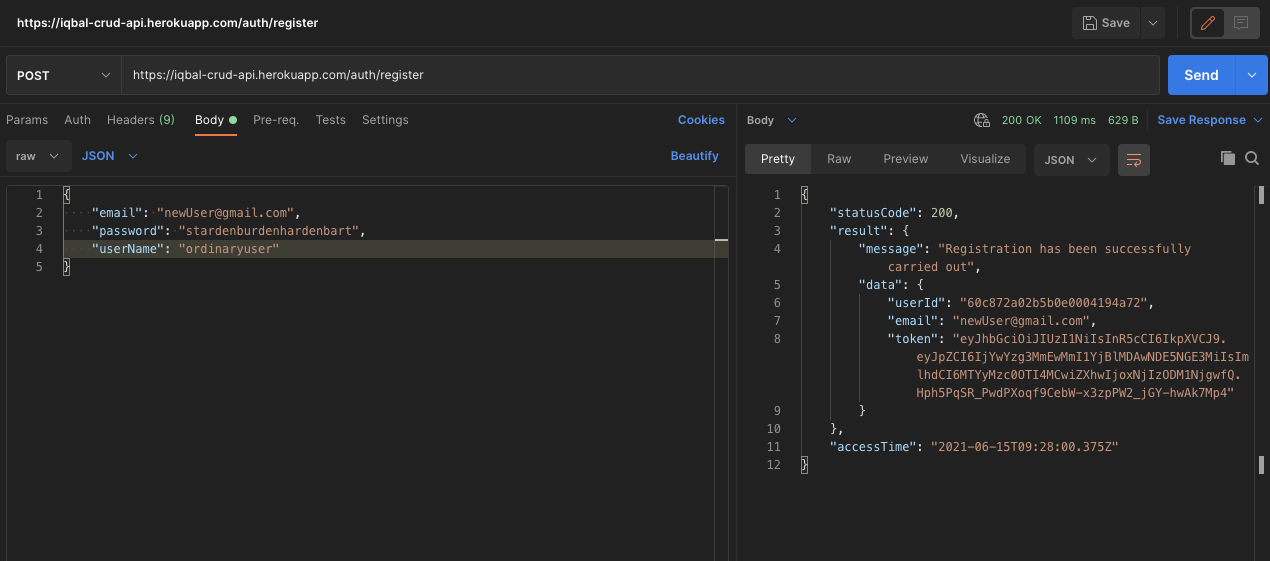 https://iqbal-crud-api.herokuapp.com/auth/register
Save
POST
https://iqbal-crud-api.herokuapp.com/auth/register
Send
Params Auth Headers (9) Body Pre-req. Tests Settings Cookies
raw JSON Beautify
1 {
2 "email": "newUser@gmail.com",
3 "password": "stardenburdenhardenbart",
4 "userName": "ordinaryuser"
5 }
Body 200 OK 1109 ms 629 B Save Response
Pretty Raw Preview Visualize JSON
1 {
2 "statusCode": 200,
3 "result": {
4 "message": "Registration has been successfully
carried out",
5 "data": {
6 "userId": "60c872a02b5b0e0004194a72",
7 "email": "newUser@gmail.com",
8 "token": "eyJhbGciOiJIUzI1NiIsInR5cCI6IkpXVCJ9.
eyJpZCI6IjYwYzg3MmEwMmI1YjBlMDAwNDE5NGE3MiIsIm
lhdCI6MTYyMzc0OTI4MCwiZXhwIjoxNjIzODM1NjgwfQ.
Hph5PqSR_PwdPXoqf9CebW-x3zpPW2_jGY-hwAk7Mp4"
9 }
10 },
11 "accessTime": "2021-06-15T09:28:00.375Z"
12 }